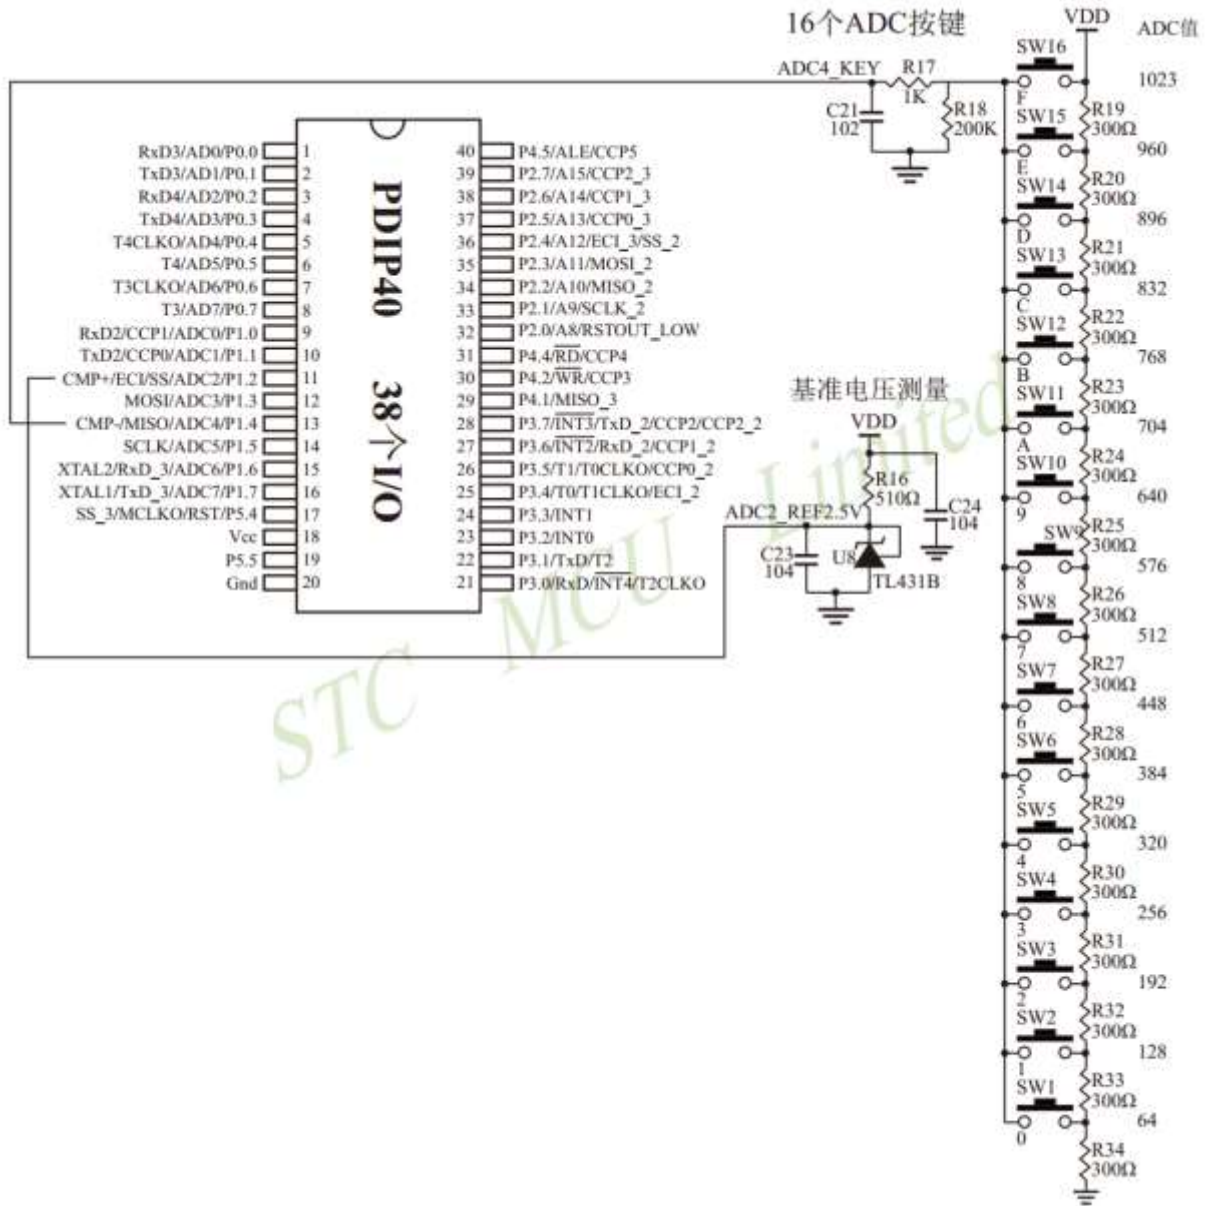 16个ADC按键
VDD
ADC值
ADC4_KEY
R17
1K
C21
102
R18
200K
SW16
1023
F
R19
300Ω
SW15
960
E
R20
300Ω
SW14
896
D
R21
300Ω
SW13
832
C
R22
300Ω
SW12
768
B
R23
300Ω
SW11
704
A
R24
300Ω
SW10
640
9
R25
300Ω
SW9
576
8
R26
300Ω
SW8
512
7
R27
300Ω
SW7
448
6
R28
300Ω
SW6
384
5
R29
300Ω
SW5
320
4
R30
300Ω
SW4
256
3
R31
300Ω
SW3
192
2
R32
300Ω
SW2
128
1
R33
300Ω
SW1
64
0
R34
300Ω
PDIP40 38个I/O
RxD3/AD0/P0.0 1
TxD3/AD1/P0.1 2
RxD4/AD2/P0.2 3
TxD4/AD3/P0.3 4
T4CLKO/AD4/P0.4 5
T4/AD5/P0.5 6
T3CLKO/AD6/P0.6 7
T3/AD7/P0.7 8
RxD2/CCP1/ADC0/P1.0 9
TxD2/CCP0/ADC1/P1.1 10
CMP+/ECI/SS/ADC2/P1.2 11
MOSI/ADC3/P1.3 12
CMP-/MISO/ADC4/P1.4 13
SCLK/ADC5/P1.5 14
XTAL2/RxD_3/ADC6/P1.6 15
XTAL1/TxD_3/ADC7/P1.7 16
SS_3/MCLKO/RST/P5.4 17
Vcc 18
P5.5 19
Gnd 20
40 P4.5/ALE/CCP5
39 P2.7/A15/CCP2_3
38 P2.6/A14/CCP1_3
37 P2.5/A13/CCP0_3
36 P2.4/A12/ECI_3/SS_2
35 P2.3/A11/MOSI_2
34 P2.2/A10/MISO_2
33 P2.1/A9/SCLK_2
32 P2.0/A8/RSTOUT_LOW
31 P4.4/RD/CCP4
30 P4.2/WR/CCP3
29 P4.1/MISO_3
28 P3.7/INT3/TxD_2/CCP2/CCP2_2
27 P3.6/INT2/RxD_2/CCP1_2
26 P3.5/T1/T0CLKO/CCP0_2
25 P3.4/T0/T1CLKO/ECI_2
24 P3.3/INT1
23 P3.2/INT0
22 P3.1/TxD/T2
21 P3.0/RxD/INT4/T2CLKO
基准电压测量
VDD
R16
510Ω
C24
104
ADC2_REF2.5V
C23
104
U8
TL431B
STC MCU Limited